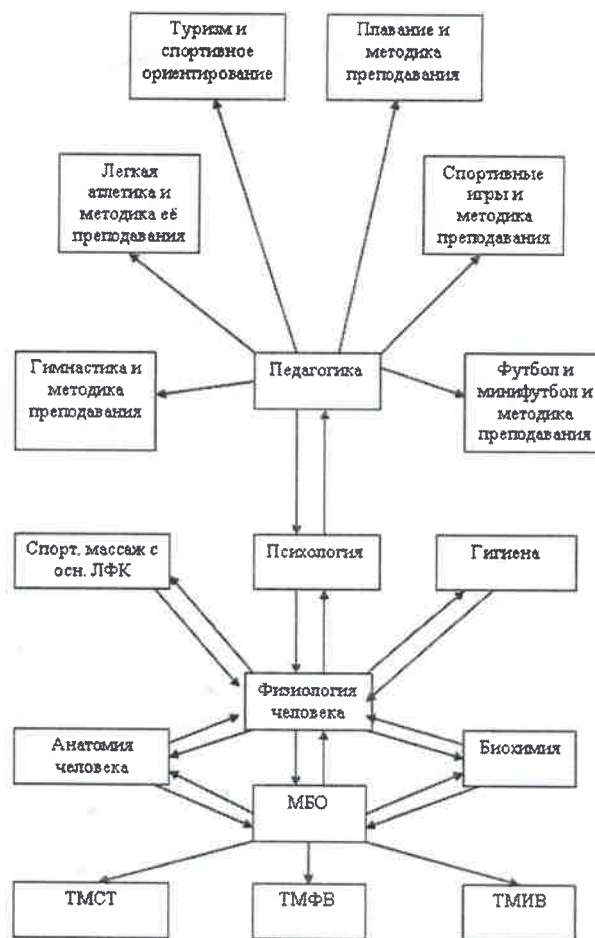 Туризм и
спортивное
ориентирование
Плавание и
методика
преподавания
Легкая
атлетика и
методика её
преподавания
Спортивные
игры и
методика
преподавания
Гимнастика и
методика
преподавания
Педагогика
Футбол и
минифутбол и
методика
преподавания
Спорт. массаж с
осн. ЛФК
Психология
Гигиена
Физиология
человека
Анатомия
человека
Биохимия
МБО
ТМСТ
ТМФВ
ТМИВ